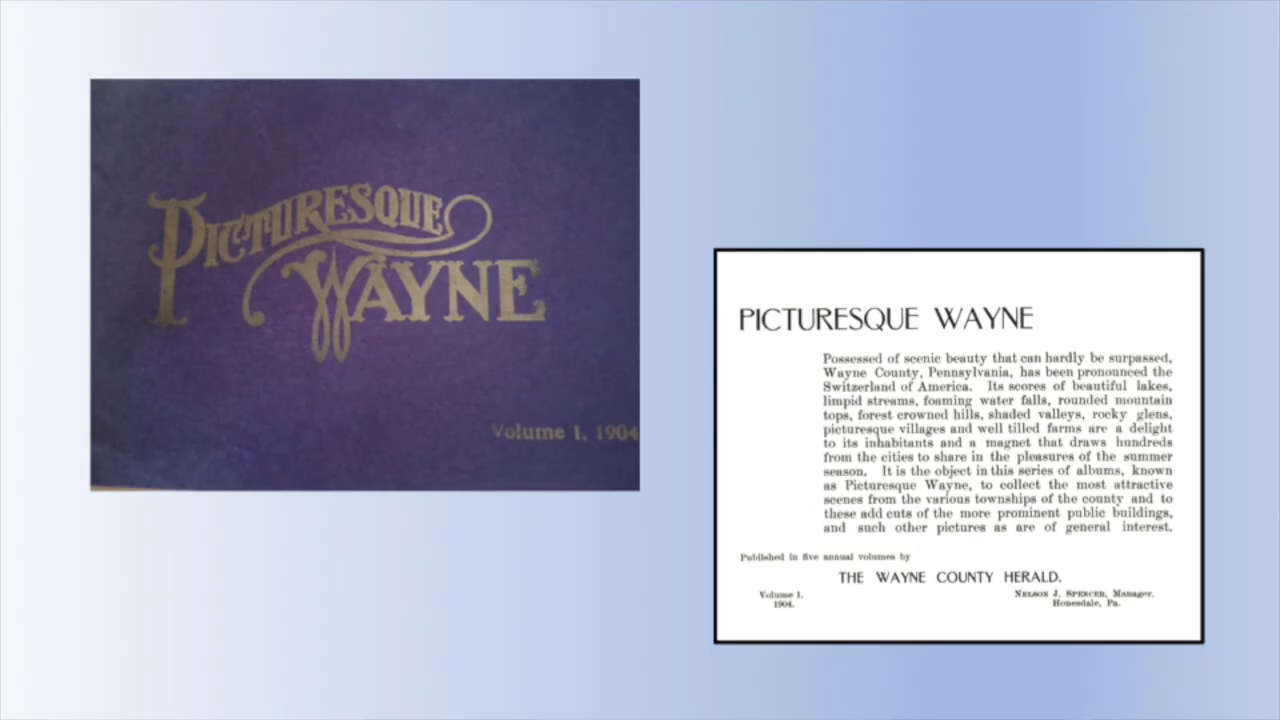 PICTURESQUE
WAYNE
Volume 1, 1904
PICTURESQUE WAYNE
Possessed of scenic beauty that can hardly be surpassed,
Wayne County, Pennsylvania, has been pronounced the
Switzerland of America. Its scores of beautiful lakes,
limpid streams, foaming water falls, rounded mountain
tops, forest crowned hills, shaded valleys, rocky glens,
picturesque villages and well tilled farms are a delight
to its inhabitants and a magnet that draws hundreds
from the cities to share in the pleasures of the summer
season. It is the object in this series of albums, known
as Picturesque Wayne, to collect the most attractive
scenes from the various townships of the county and to
these add cuts of the more prominent public buildings,
and such other pictures as are of general interest.
Published in five annual volumes by
THE WAYNE COUNTY HERALD.
Volume 1.
1904.
NELSON J. SPENCER, Manager.
Honesdale, Pa.